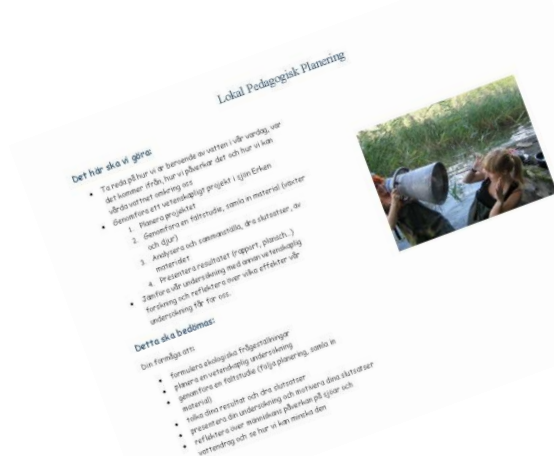 Lokal Pedagogisk Planering
Det här ska vi göra:
• Ta reda på hur vi är beroende av vatten i vår vardag, var
det kommer ifrån, hur vi påverkar det och hur vi kan
vårda vattnet omkring oss
• Genomföra ett vetenskapligt projekt i sjön Erken
1. Planera projektet
2. Genomföra en fältstudie, samla in material (växter
och djur)
3. Analysera och sammanställa, dra slutsatser, av
materialet
4. Presentera resultatet (rapport, plansch...)
• Jämföra vår undersökning med annan vetenskaplig
forskning och reflektera över vilka effekter vår
undersökning får för oss.
Detta ska bedömas:
Din förmåga att:
• formulera ekologiska frågeställningar
• planera en vetenskaplig undersökning
• genomföra en fältstudie (följa planering, samla in
material)
• tolka dina resultat och dra slutsatser
• presentera din undersökning och motivera dina slutsatser
• reflektera över människans påverkan på sjöar och
vattendrag och se hur vi kan minska den